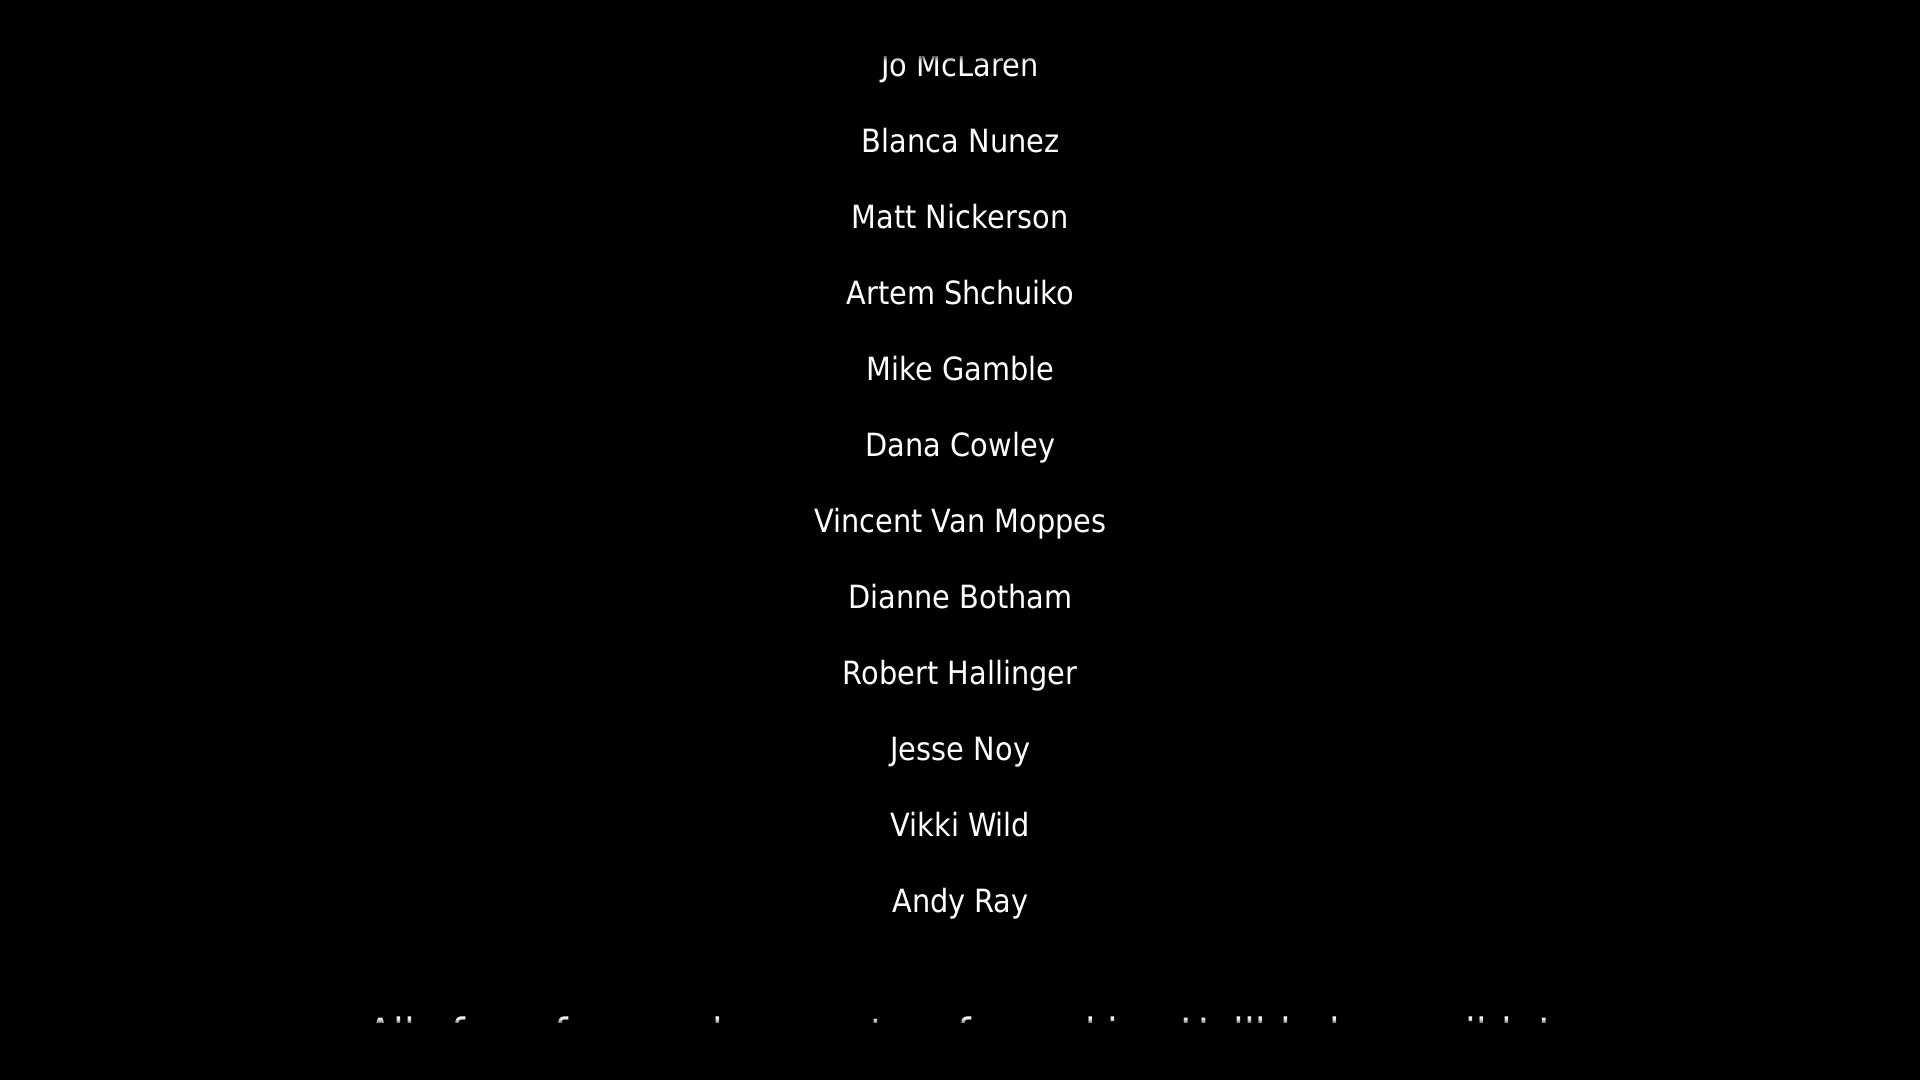 Jo McLaren
Blanca Nunez
Matt Nickerson
Artem Shchuiko
Mike Gamble
Dana Cowley
Vincent Van Moppes
Dianne Botham
Robert Hallinger
Jesse Noy
Vikki Wild
Andy Ray